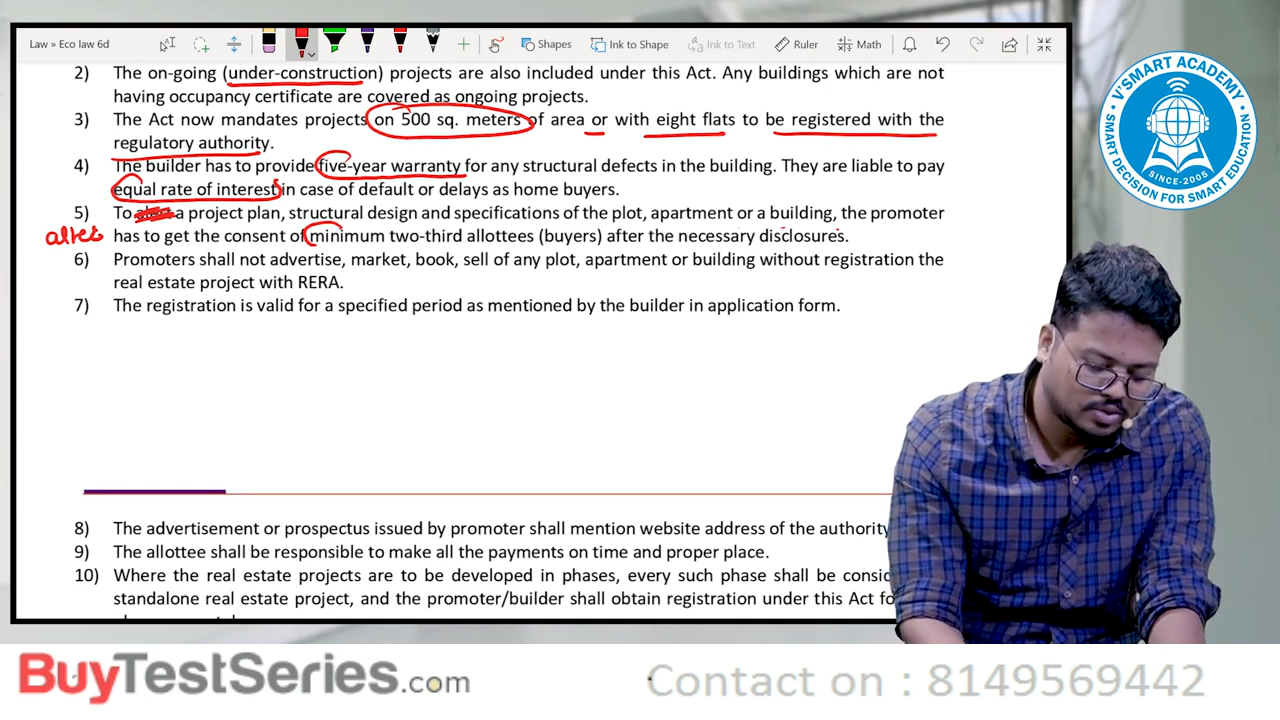 Law » Eco law 6d
Shapes
Ink to Shape
Ink to Text
Ruler
Math
2) The on-going (under-construction) projects are also included under this Act. Any buildings which are not
having occupancy certificate are covered as ongoing projects.
3) The Act now mandates projects on 500 sq. meters of area or with eight flats to be registered with the
regulatory authority.
4) The builder has to provide five-year warranty for any structural defects in the building. They are liable to pay
equal rate of interest in case of default or delays as home buyers.
5) To a project plan, structural design and specifications of the plot, apartment or a building, the promoter
alter has to get the consent of minimum two-third allottees (buyers) after the necessary disclosures.
6) Promoters shall not advertise, market, book, sell of any plot, apartment or building without registration the
real estate project with RERA.
7) The registration is valid for a specified period as mentioned by the builder in application form.
8) The advertisement or prospectus issued by promoter shall mention website address of the authority
9) The allottee shall be responsible to make all the payments on time and proper place.
10) Where the real estate projects are to be developed in phases, every such phase shall be consid
standalone real estate project, and the promoter/builder shall obtain registration under this Act fo
V'SMART ACADEMY
SINCE-2005
SMART DECISION FOR SMART EDUCATION
BuyTestSeries.com
Contact on : 8149569442